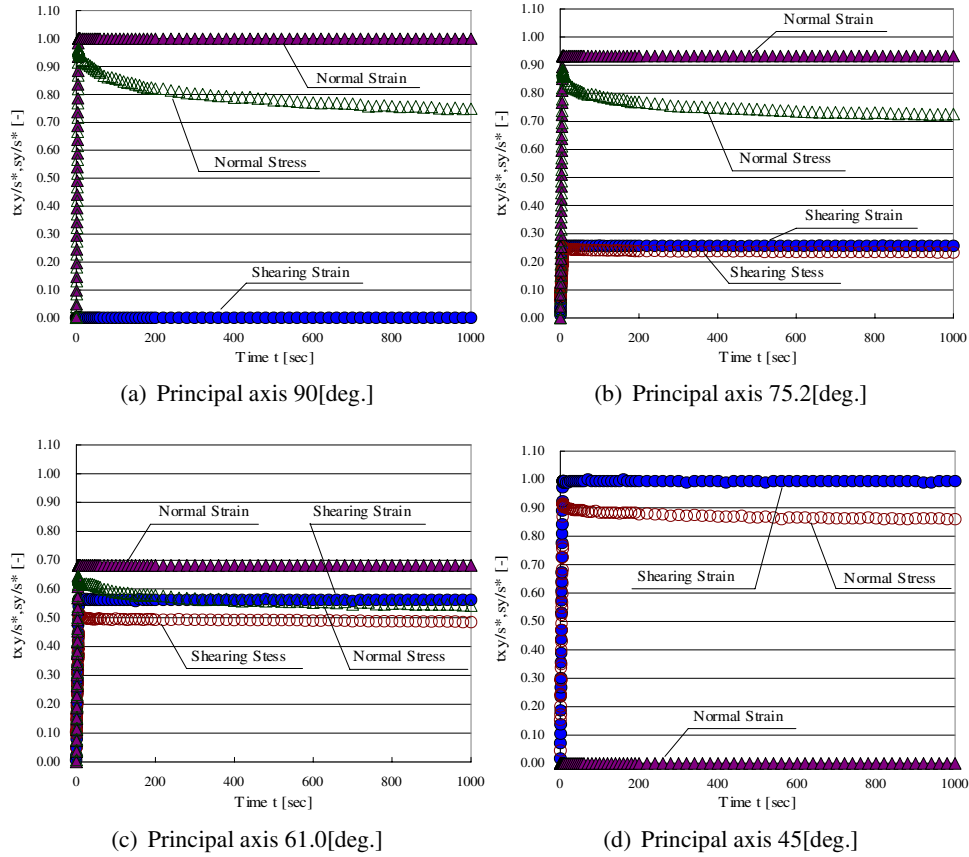 1.10
1.00
0.90
0.80
0.70
0.60
0.50
0.40
0.30
0.20
0.10
0.00
txy/s*,sy/s* [-]
Normal Strain
Normal Stress
Shearing Strain
0 200 400 600 800 1000
Time t [sec]
(a) Principal axis 90[deg.]
1.10
1.00
0.90
0.80
0.70
0.60
0.50
0.40
0.30
0.20
0.10
0.00
txy/s*,sy/s* [-]
Normal Strain
Normal Stress
Shearing Strain
Shearing Stess
0 200 400 600 800 1000
Time t [sec]
(b) Principal axis 75.2[deg.]
1.10
1.00
0.90
0.80
0.70
0.60
0.50
0.40
0.30
0.20
0.10
0.00
txy/s*,sy/s* [-]
Normal Strain
Shearing Strain
Shearing Stess
Normal Stress
0 200 400 600 800 1000
Time t [sec]
(c) Principal axis 61.0[deg.]
1.10
1.00
0.90
0.80
0.70
0.60
0.50
0.40
0.30
0.20
0.10
0.00
txy/s*,sy/s* [-]
Shearing Strain
Normal Stress
Normal Strain
0 200 400 600 800 1000
Time t [sec]
(d) Principal axis 45[deg.]